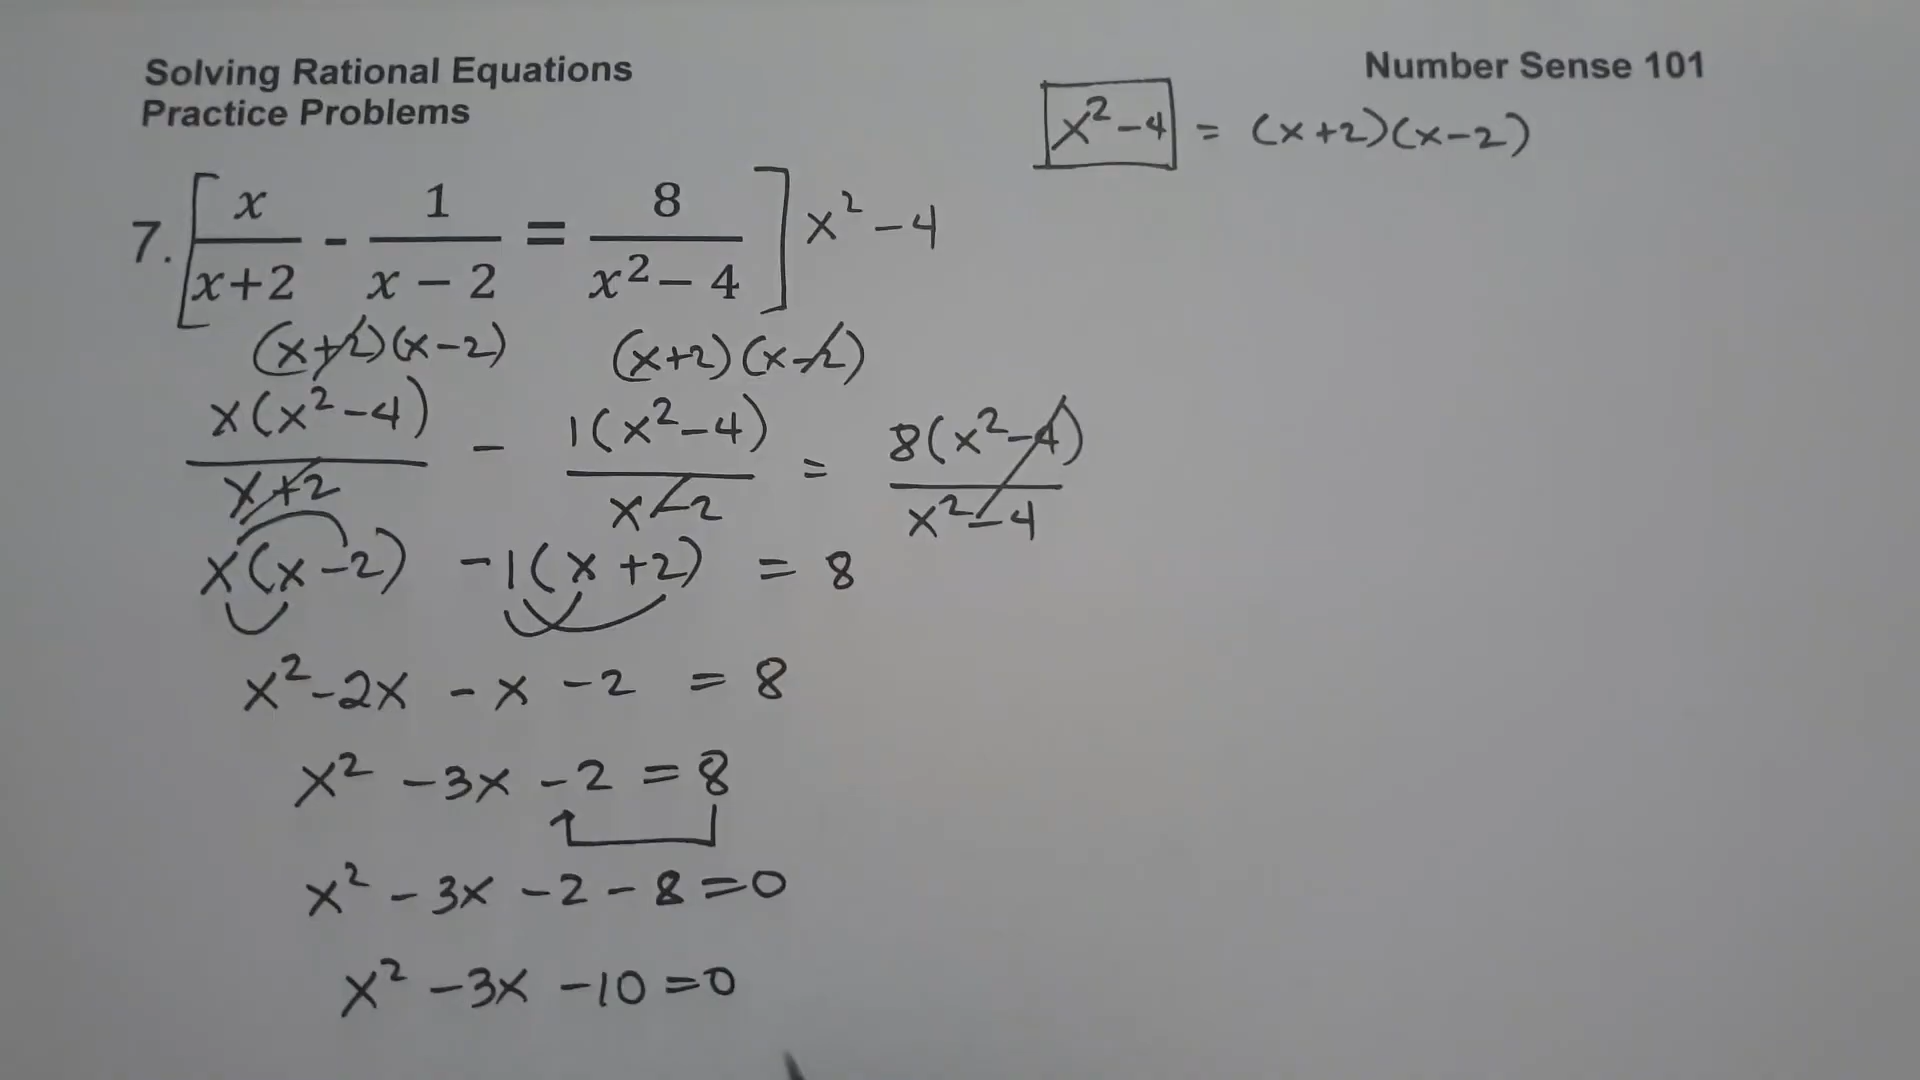 Solving Rational Equations
Practice Problems
Number Sense 101
x² - 4 = (x+2)(x-2)
7. [x/(x+2) - 1/(x - 2) = 8/(x² - 4)] x² - 4
(x+2)(x-2) (x+2)(x-2)
x(x²-4)/(x+2) - 1(x²-4)/(x-2) = 8(x²-4)/(x²-4)
x(x-2) -1(x+2) = 8
x² -2x - x -2 = 8
x² -3x -2 = 8
x² - 3x -2 - 8 = 0
x² -3x -10 = 0